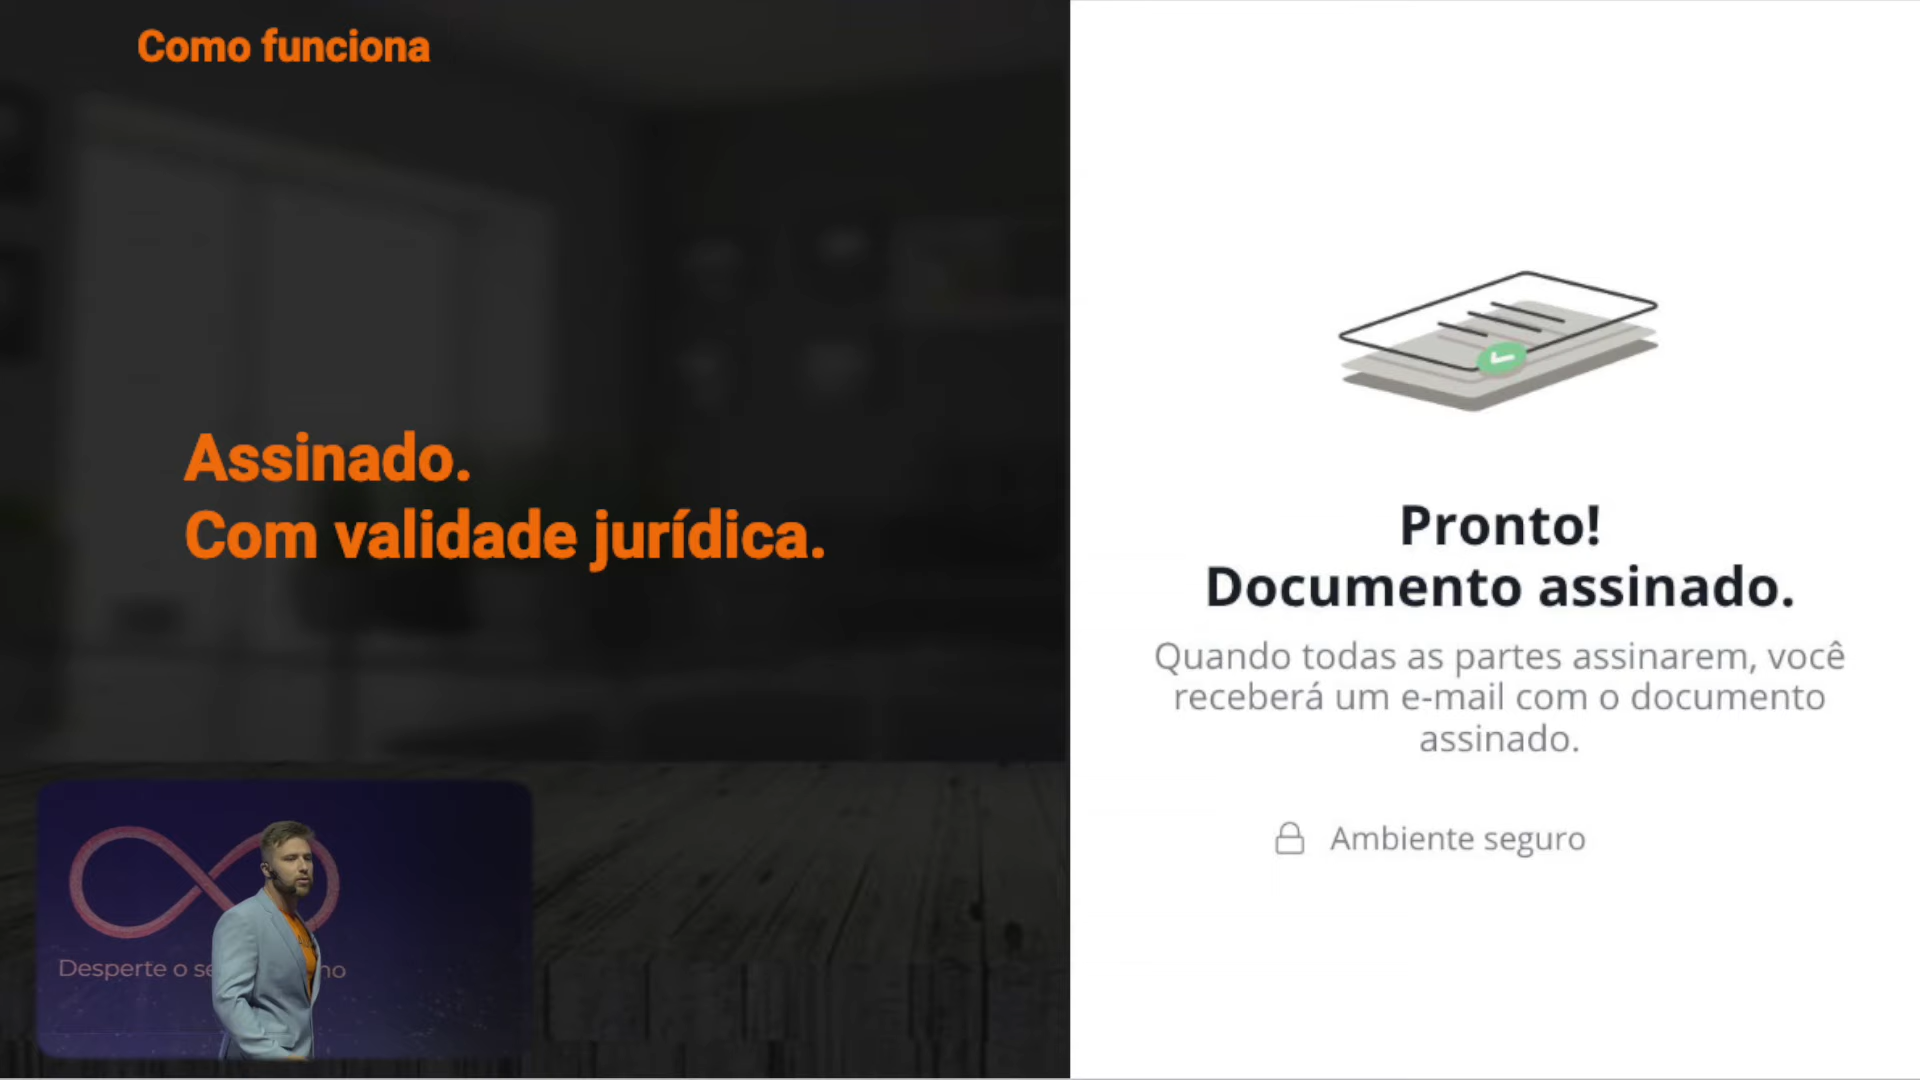 Como funciona
Assinado.
Com validade jurídica.
Pronto!
Documento assinado.
Quando todas as partes assinarem, você
receberá um e-mail com o documento
assinado.
Ambiente seguro
Desperte o